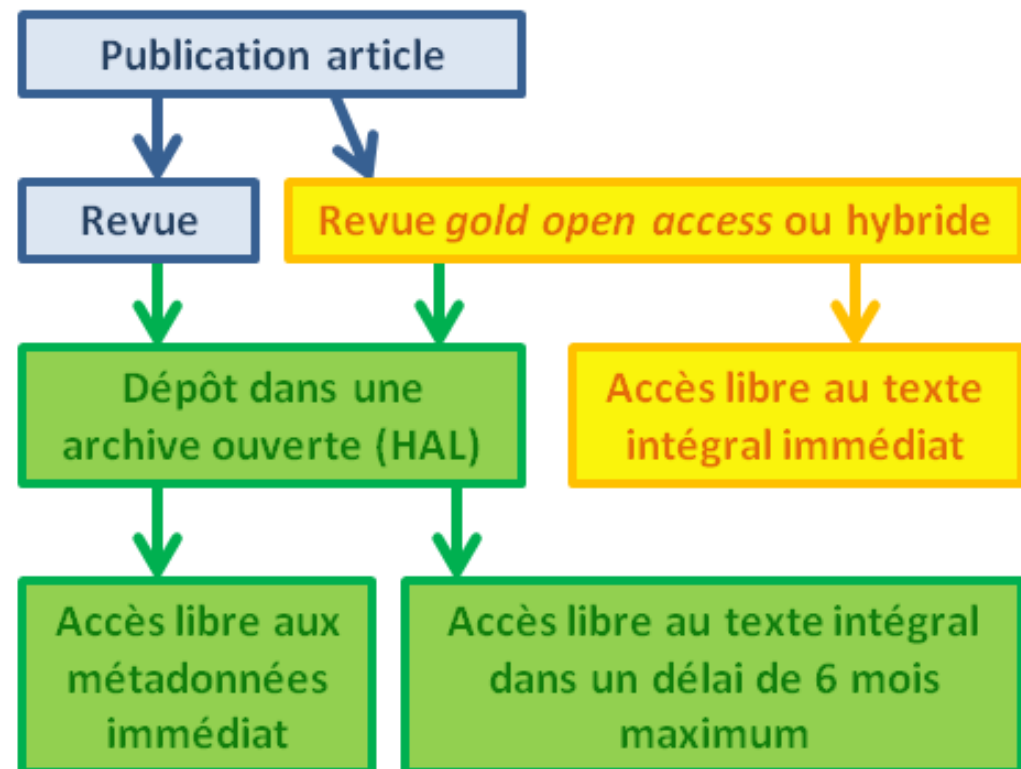 Publication article
Revue
Revue gold open access ou hybride
Dépôt dans une
archive ouverte (HAL)
Accès libre au texte
intégral immédiat
Accès libre aux
métadonnées
immédiat
Accès libre au texte intégral
dans un délai de 6 mois
maximum